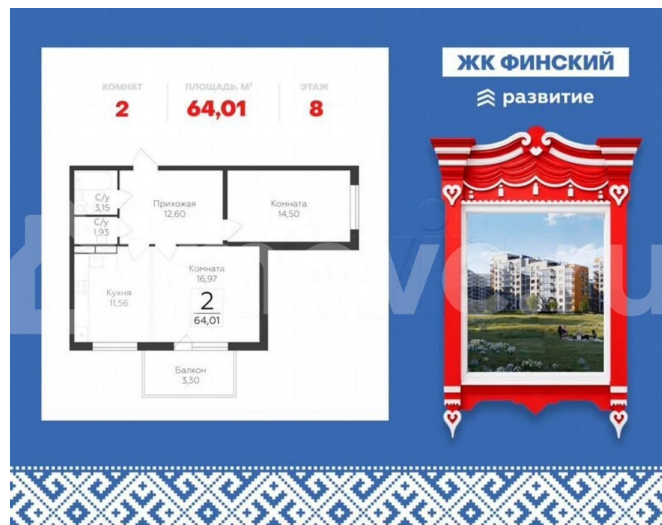 ЖК ФИНСКИЙ
развитие
КОМНАТ
2
ПЛОЩАДЬ, М²
64,01
ЭТАЖ
8
С/у
3,15
С/у
1,93
Прихожая
12,60
Комната
14,50
Кухня
11,56
Комната
16,97
2
64,01
Балкон
3,30